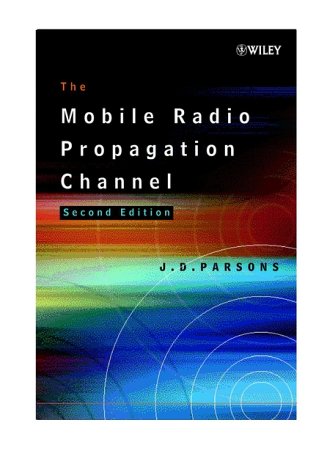 WILEY
The
Mobile Radio
Propagation
Channel
Second Edition
J.D.PARSONS